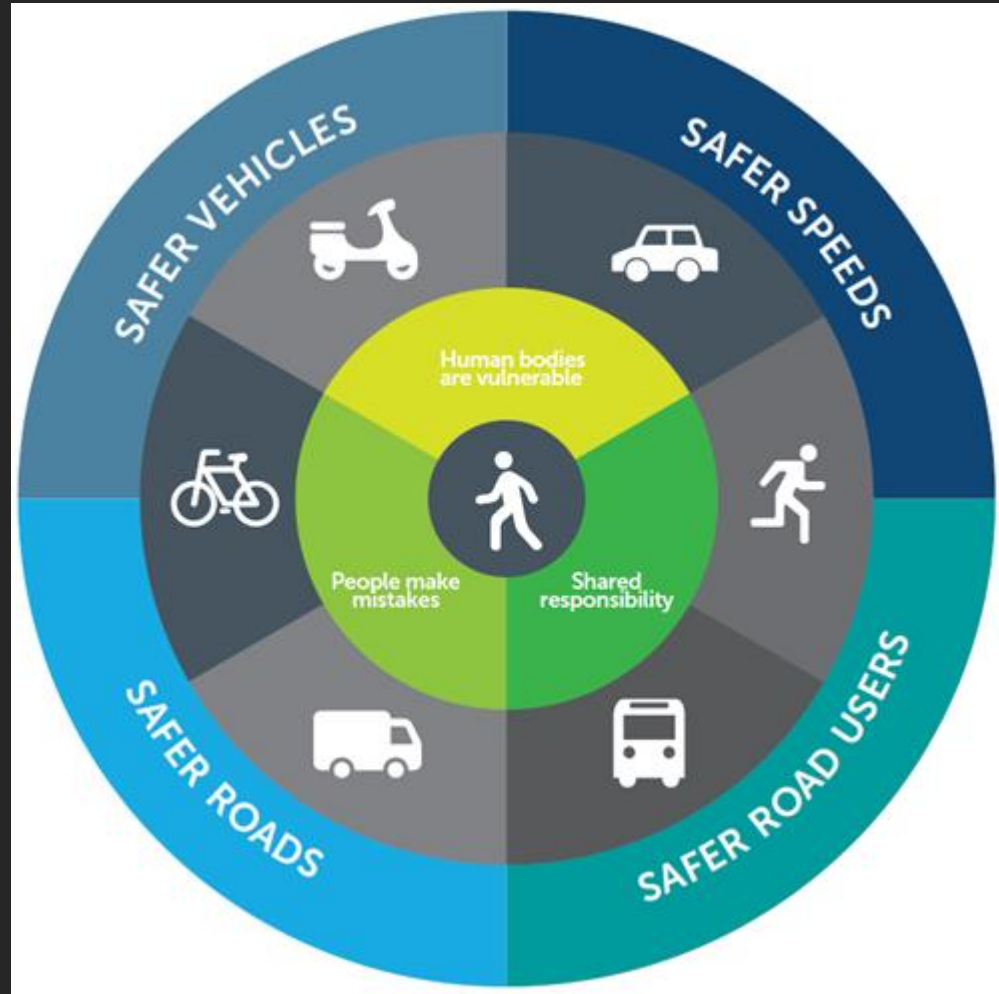 SAFER VEHICLES
SAFER SPEEDS
Human bodies
are vulnerable
People make
mistakes
Shared
responsibility
SAFER ROADS
SAFER ROAD USERS